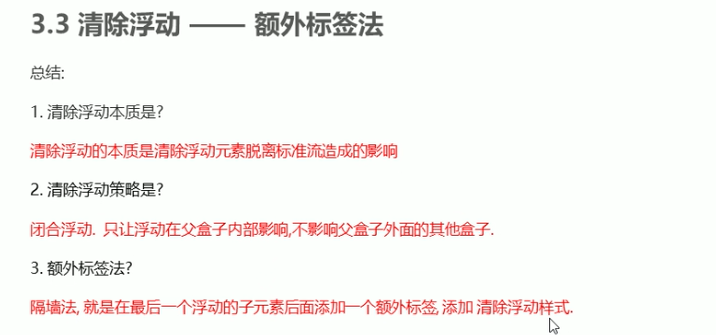 3.3 清除浮动 —— 额外标签法
总结:
1. 清除浮动本质是?
清除浮动的本质是清除浮动元素脱离标准流造成的影响
2. 清除浮动策略是?
闭合浮动. 只让浮动在父盒子内部影响,不影响父盒子外面的其他盒子.
3. 额外标签法?
隔墙法, 就是在最后一个浮动的子元素后面添加一个额外标签, 添加 清除浮动样式.